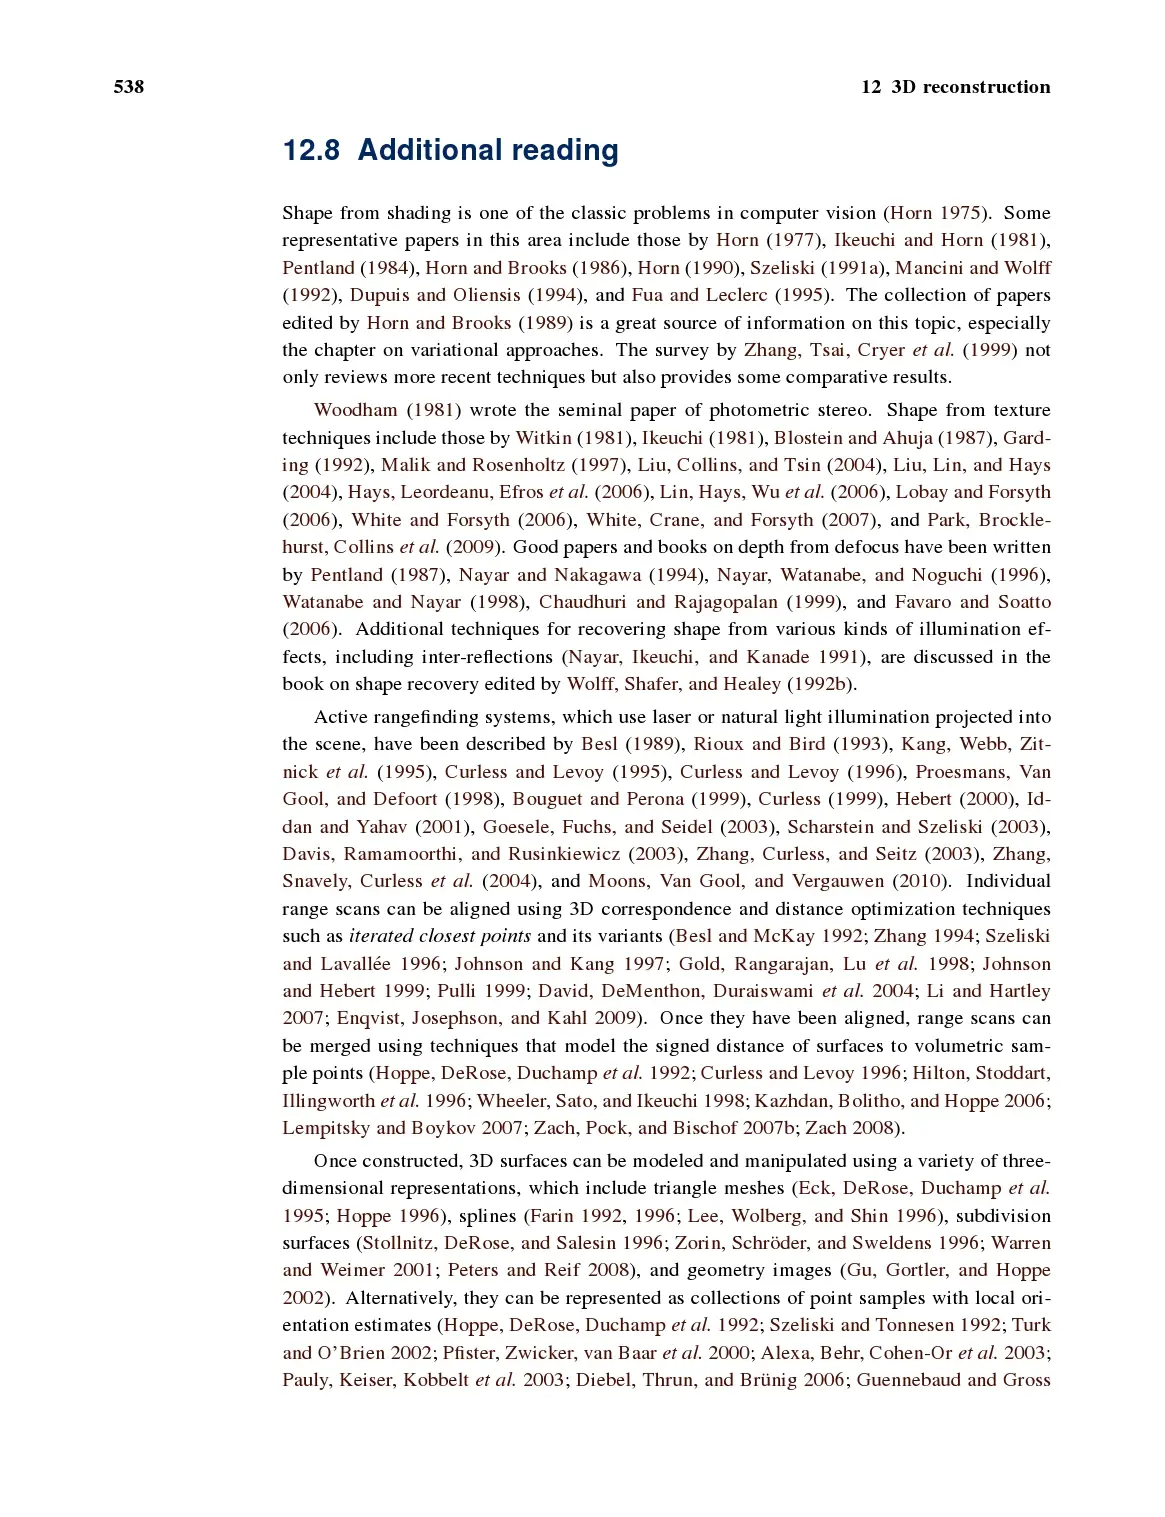 538
12 3D reconstruction
12.8 Additional reading
Shape from shading is one of the classic problems in computer vision (Horn 1975). Some
representative papers in this area include those by Horn (1977), Ikeuchi and Horn (1981),
Pentland (1984), Horn and Brooks (1986), Horn (1990), Szeliski (1991a), Mancini and Wolff
(1992), Dupuis and Oliensis (1994), and Fua and Leclerc (1995). The collection of papers
edited by Horn and Brooks (1989) is a great source of information on this topic, especially
the chapter on variational approaches. The survey by Zhang, Tsai, Cryer et al. (1999) not
only reviews more recent techniques but also provides some comparative results.
Woodham (1981) wrote the seminal paper of photometric stereo. Shape from texture
techniques include those by Witkin (1981), Ikeuchi (1981), Blostein and Ahuja (1987), Gard-
ing (1992), Malik and Rosenholtz (1997), Liu, Collins, and Tsin (2004), Liu, Lin, and Hays
(2004), Hays, Leordeanu, Efros et al. (2006), Lin, Hays, Wu et al. (2006), Lobay and Forsyth
(2006), White and Forsyth (2006), White, Crane, and Forsyth (2007), and Park, Brockle-
hurst, Collins et al. (2009). Good papers and books on depth from defocus have been written
by Pentland (1987), Nayar and Nakagawa (1994), Nayar, Watanabe, and Noguchi (1996),
Watanabe and Nayar (1998), Chaudhuri and Rajagopalan (1999), and Favaro and Soatto
(2006). Additional techniques for recovering shape from various kinds of illumination ef-
fects, including inter-reflections (Nayar, Ikeuchi, and Kanade 1991), are discussed in the
book on shape recovery edited by Wolff, Shafer, and Healey (1992b).
Active rangefinding systems, which use laser or natural light illumination projected into
the scene, have been described by Besl (1989), Rioux and Bird (1993), Kang, Webb, Zit-
nick et al. (1995), Curless and Levoy (1995), Curless and Levoy (1996), Proesmans, Van
Gool, and Defoort (1998), Bouguet and Perona (1999), Curless (1999), Hebert (2000), Id-
dan and Yahav (2001), Goesele, Fuchs, and Seidel (2003), Scharstein and Szeliski (2003),
Davis, Ramamoorthi, and Rusinkiewicz (2003), Zhang, Curless, and Seitz (2003), Zhang,
Snavely, Curless et al. (2004), and Moons, Van Gool, and Vergauwen (2010). Individual
range scans can be aligned using 3D correspondence and distance optimization techniques
such as iterated closest points and its variants (Besl and McKay 1992; Zhang 1994; Szeliski
and Lavallée 1996; Johnson and Kang 1997; Gold, Rangarajan, Lu et al. 1998; Johnson
and Hebert 1999; Pulli 1999; David, DeMenthon, Duraiswami et al. 2004; Li and Hartley
2007; Enqvist, Josephson, and Kahl 2009). Once they have been aligned, range scans can
be merged using techniques that model the signed distance of surfaces to volumetric sam-
ple points (Hoppe, DeRose, Duchamp et al. 1992; Curless and Levoy 1996; Hilton, Stoddart,
Illingworth et al. 1996; Wheeler, Sato, and Ikeuchi 1998; Kazhdan, Bolitho, and Hoppe 2006;
Lempitsky and Boykov 2007; Zach, Pock, and Bischof 2007b; Zach 2008).
Once constructed, 3D surfaces can be modeled and manipulated using a variety of three-
dimensional representations, which include triangle meshes (Eck, DeRose, Duchamp et al.
1995; Hoppe 1996), splines (Farin 1992, 1996; Lee, Wolberg, and Shin 1996), subdivision
surfaces (Stollnitz, DeRose, and Salesin 1996; Zorin, Schröder, and Sweldens 1996; Warren
and Weimer 2001; Peters and Reif 2008), and geometry images (Gu, Gortler, and Hoppe
2002). Alternatively, they can be represented as collections of point samples with local ori-
entation estimates (Hoppe, DeRose, Duchamp et al. 1992; Szeliski and Tonnesen 1992; Turk
and O’Brien 2002; Pfister, Zwicker, van Baar et al. 2000; Alexa, Behr, Cohen-Or et al. 2003;
Pauly, Keiser, Kobbelt et al. 2003; Diebel, Thrun, and Brünig 2006; Guennebaud and Gross